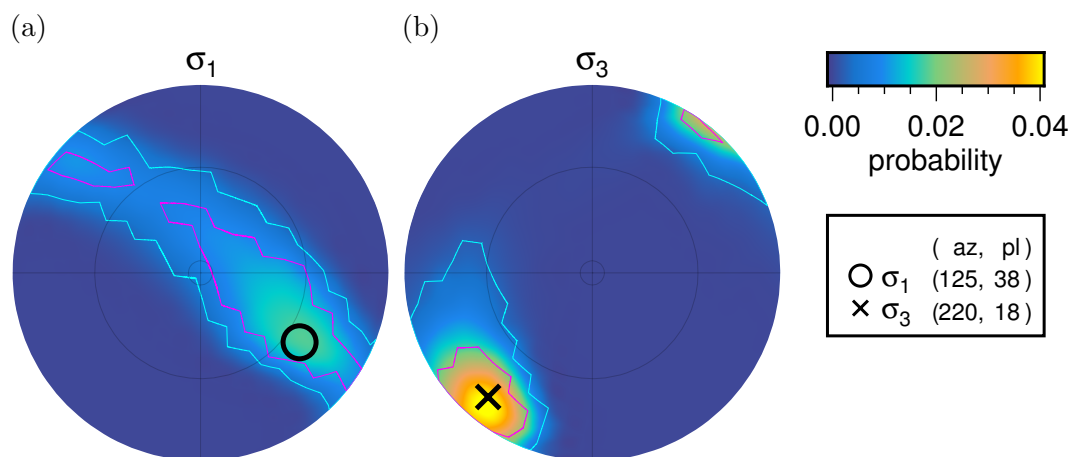 (a)
σ1
(b)
σ3
0.00 0.02 0.04
probability
( az, pl)
σ1 (125, 38)
σ3 (220, 18)